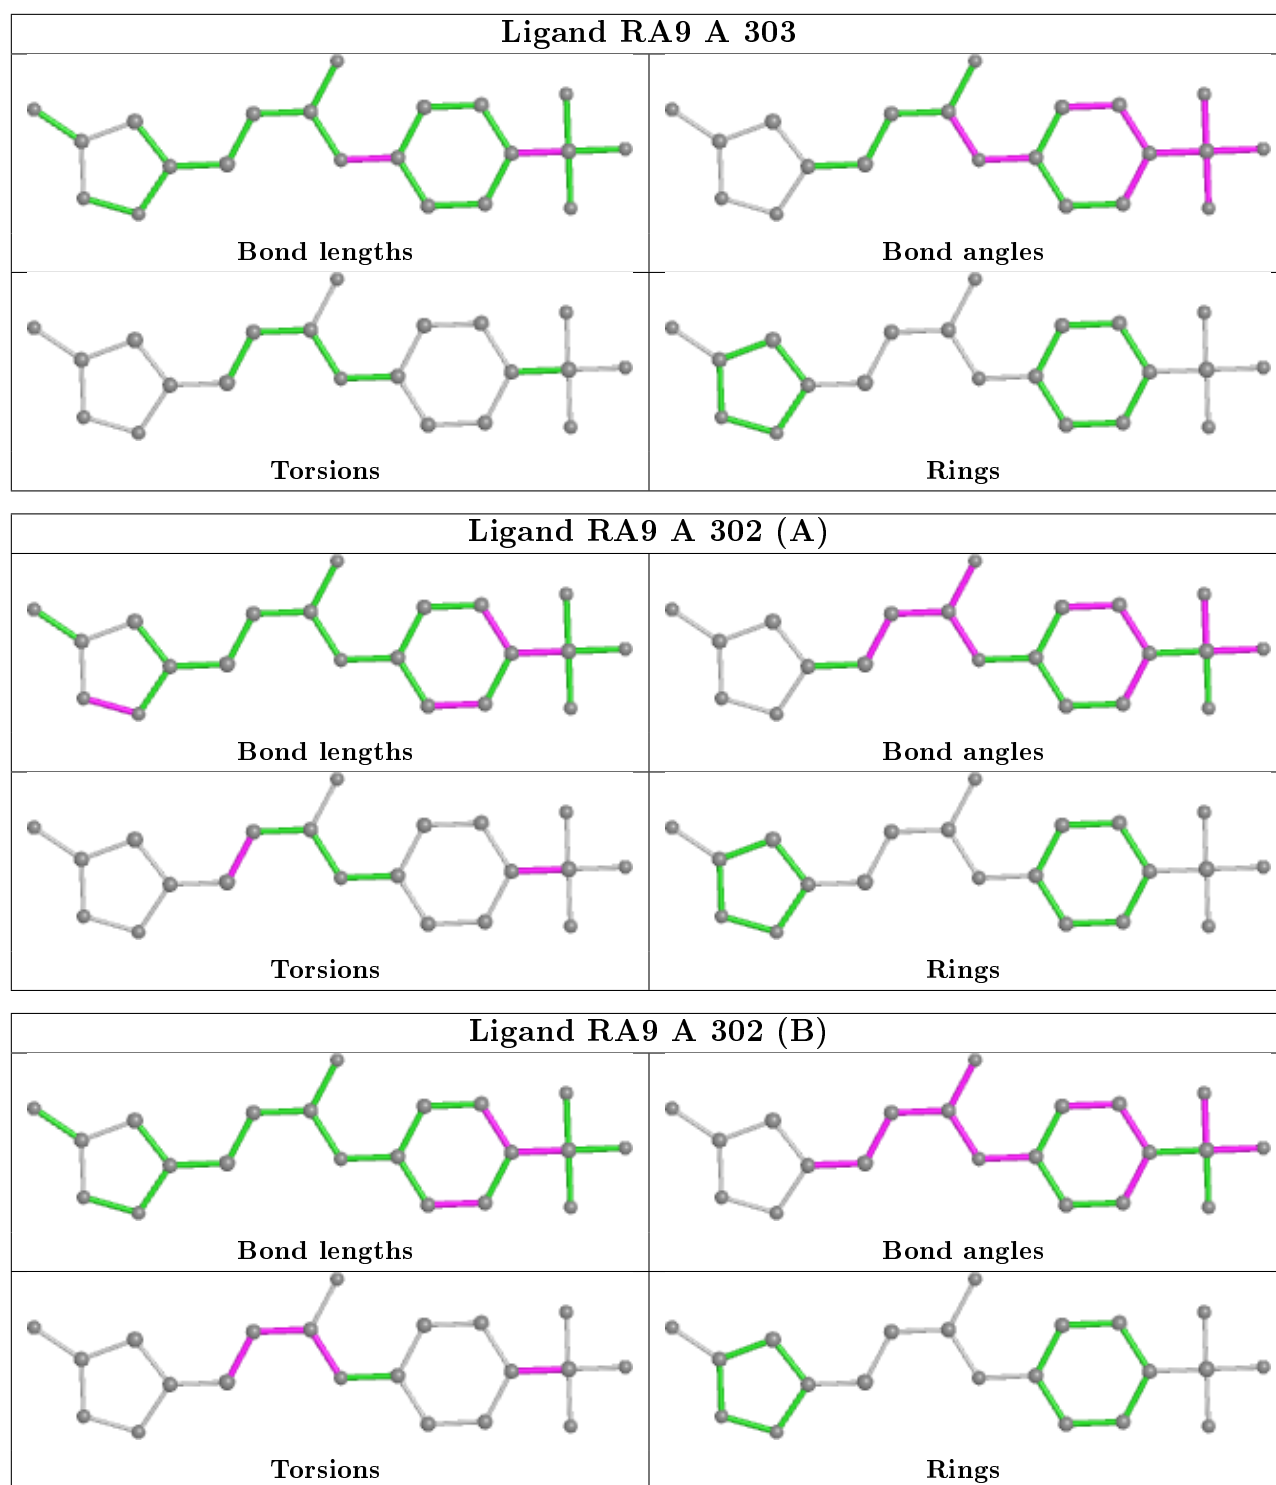 Ligand RA9 A 303
Bond lengths
Bond angles
Torsions
Rings
Ligand RA9 A 302 (A)
Bond lengths
Bond angles
Torsions
Rings
Ligand RA9 A 302 (B)
Bond lengths
Bond angles
Torsions
Rings